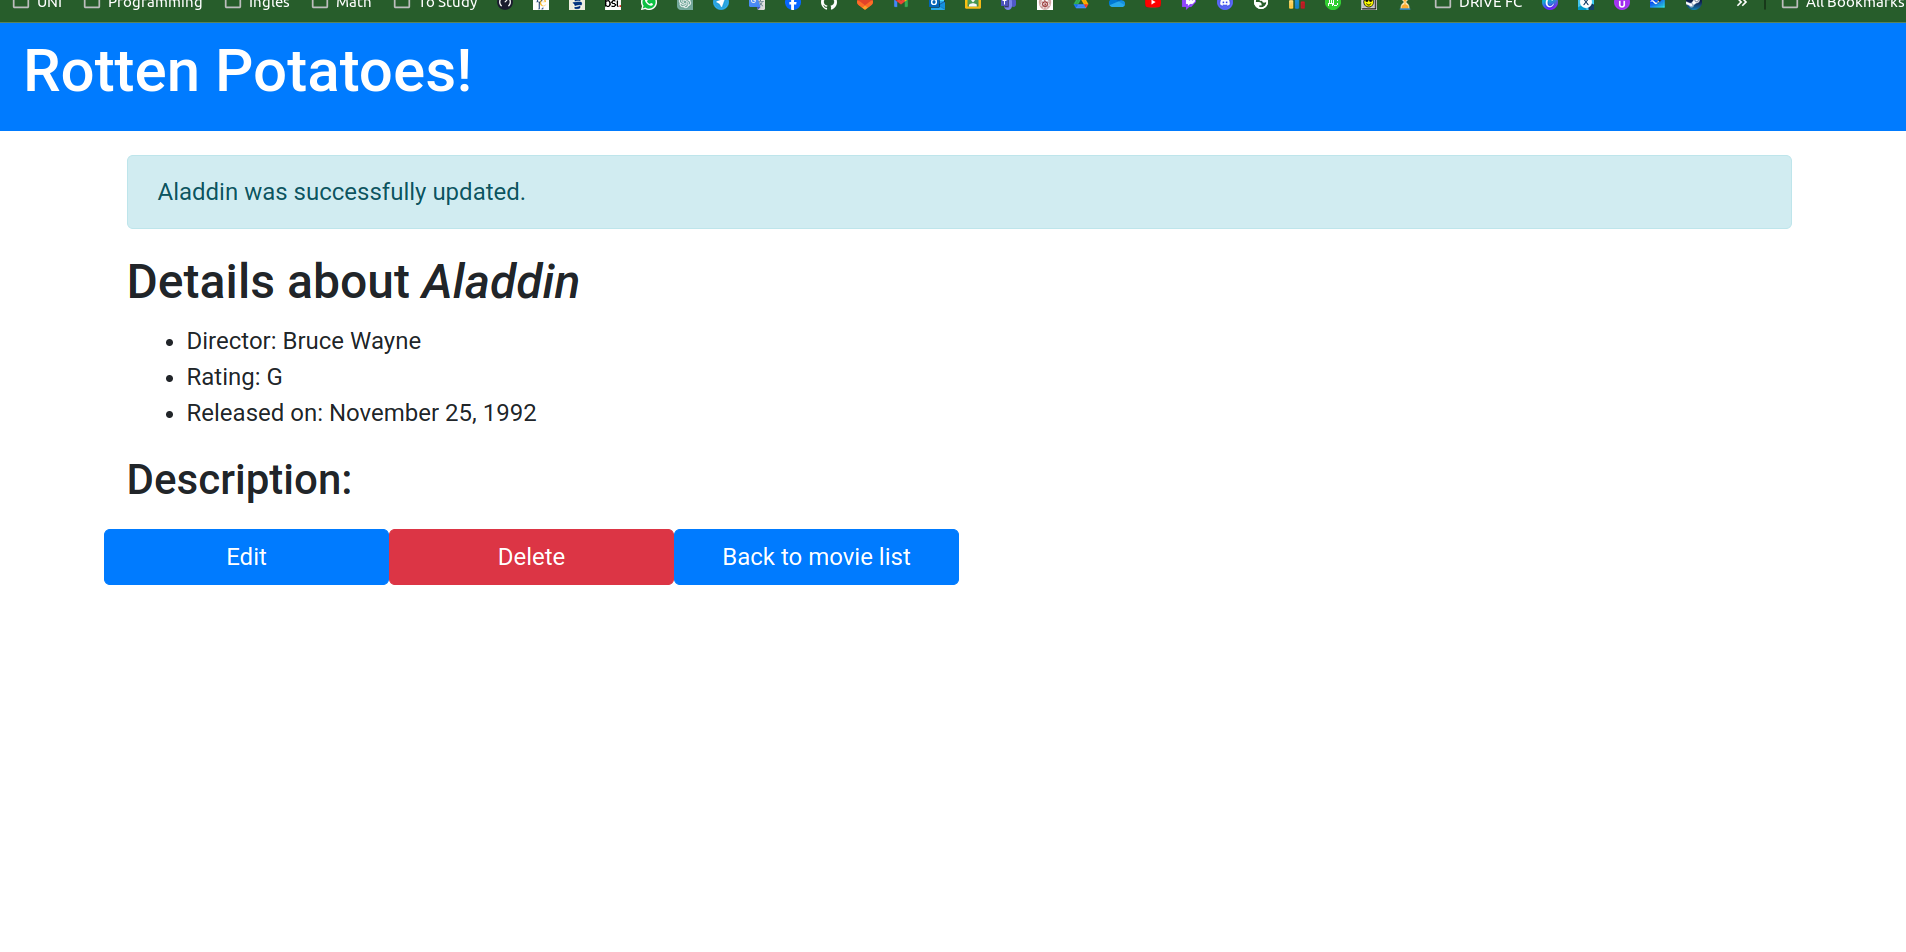 UNI Programming Ingles Math To Study DRIVE FC » All Bookmarks
Rotten Potatoes!
Aladdin was successfully updated.
Details about Aladdin
Director: Bruce Wayne
Rating: G
Released on: November 25, 1992
Description:
Edit Delete Back to movie list